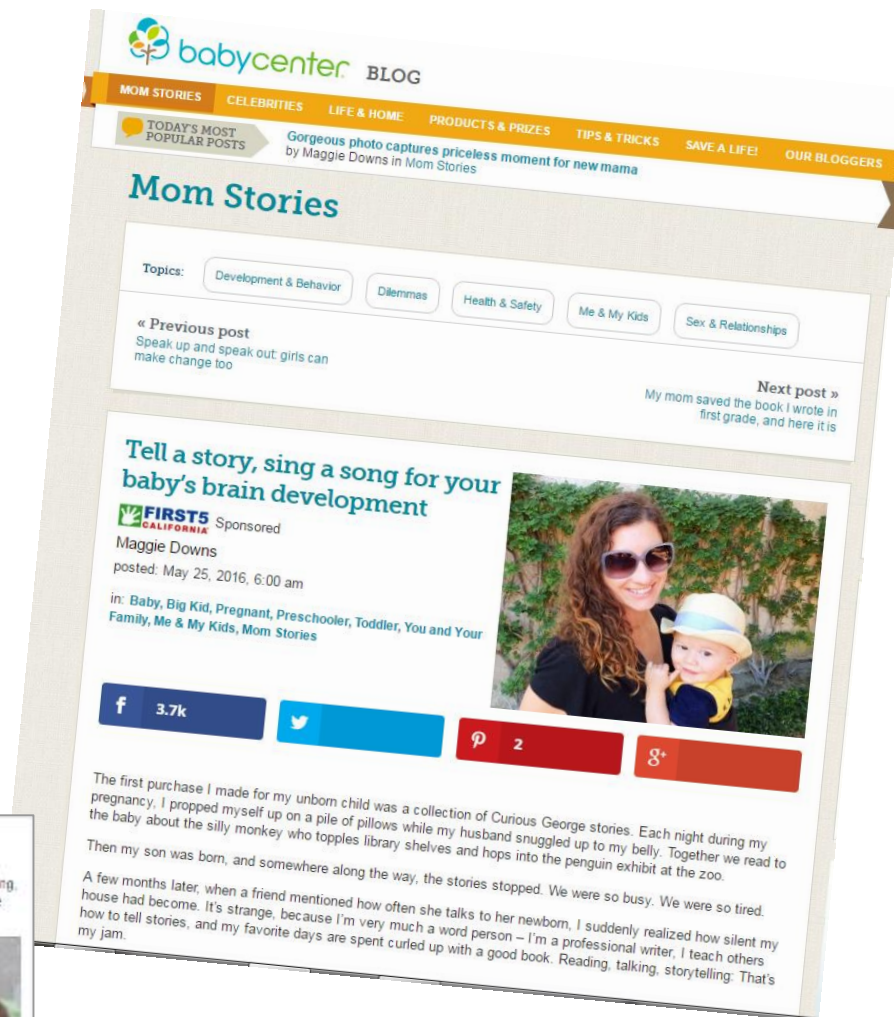 babycenter BLOG
MOM STORIES CELEBRITIES LIFE & HOME PRODUCTS & PRIZES TIPS & TRICKS SAVE A LIFE! OUR BLOGGERS
TODAY'S MOST
POPULAR POSTS
Gorgeous photo captures priceless moment for new mama
by Maggie Downs in Mom Stories
Mom Stories
Topics: Development & Behavior Dilemmas Health & Safety Me & My Kids Sex & Relationships
« Previous post
Speak up and speak out: girls can
make change too
Next post »
My mom saved the book I wrote in
first grade, and here it is
Tell a story, sing a song for your
baby's brain development
FIRST5
CALIFORNIA
Sponsored
Maggie Downs
posted: May 25, 2016, 6:00 am
in: Baby, Big Kid, Pregnant, Preschooler, Toddler, You and Your
Family, Me & My Kids, Mom Stories
f 3.7k
2
g+
The first purchase I made for my unborn child was a collection of Curious George stories. Each night during my
pregnancy, I propped myself up on a pile of pillows while my husband snuggled up to my belly. Together we read to
the baby about the silly monkey who topples library shelves and hops into the penguin exhibit at the zoo.
Then my son was born, and somewhere along the way, the stories stopped. We were so busy. We were so tired.
A few months later, when a friend mentioned how often she talks to her newborn, I suddenly realized how silent my
house had become. It's strange, because I'm very much a word person – I'm a professional writer, I teach others
how to tell stories, and my favorite days are spent curled up with a good book. Reading, talking, storytelling: That's
my jam.